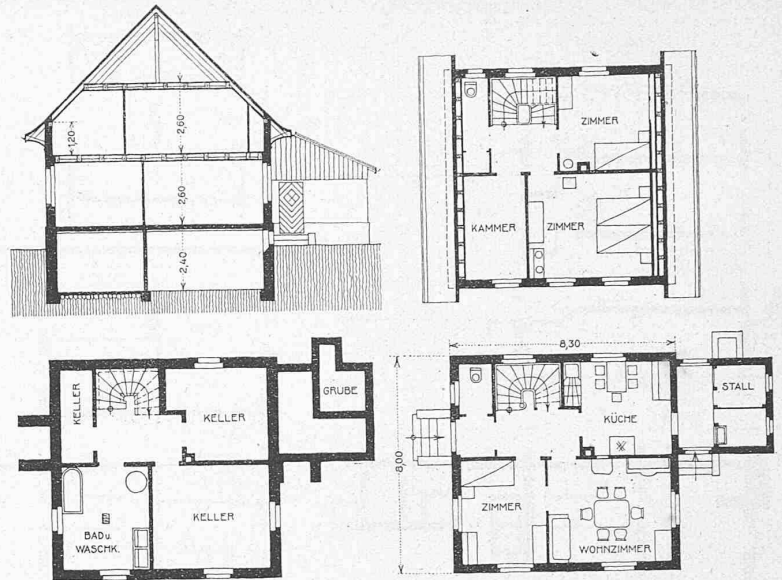 1,20
2,60
2,60
2,40
ZIMMER
KAMMER
ZIMMER
KELLER
KELLER
GRUBE
BAD u.
WASCHK.
KELLER
8,30
8,00
KÜCHE
STALL
ZIMMER
WOHNZIMMER